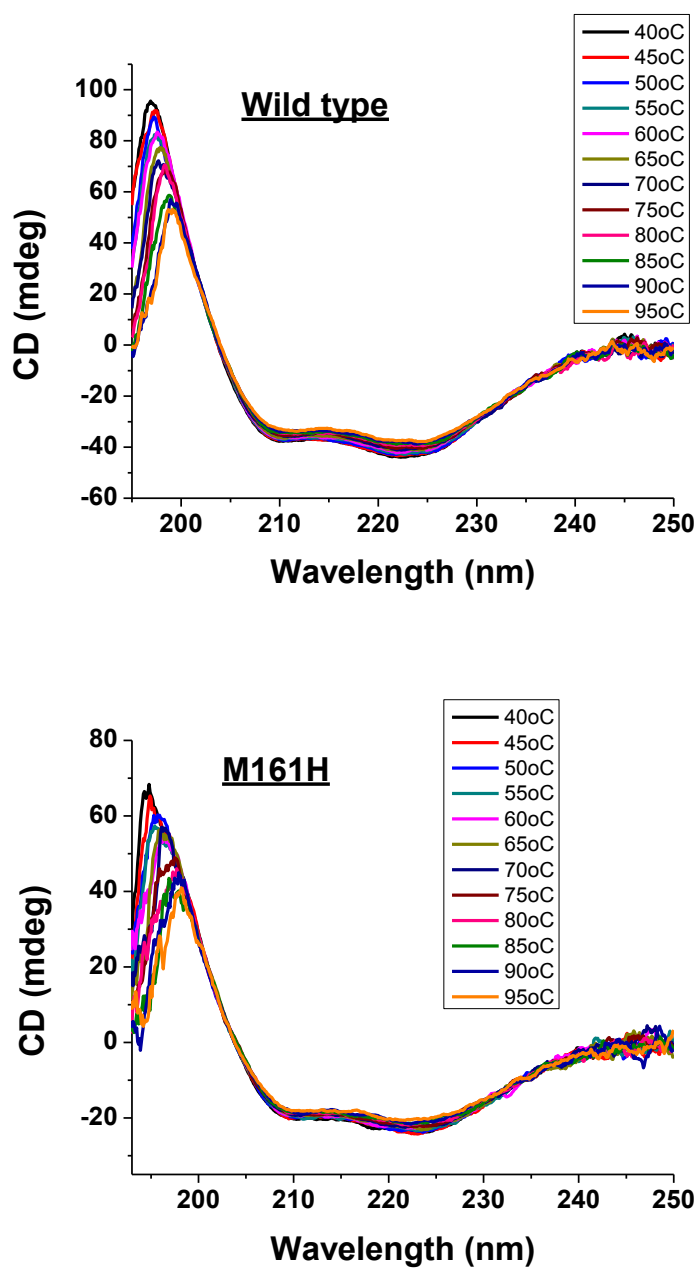 Wild type
40oC
45oC
50oC
55oC
60oC
65oC
70oC
75oC
80oC
85oC
90oC
95oC
100
80
60
40
20
0
-20
-40
-60
CD (mdeg)
200 210 220 230 240 250
Wavelength (nm)
M161H
40oC
45oC
50oC
55oC
60oC
65oC
70oC
75oC
80oC
85oC
90oC
95oC
80
60
40
20
0
-20
CD (mdeg)
200 210 220 230 240 250
Wavelength (nm)